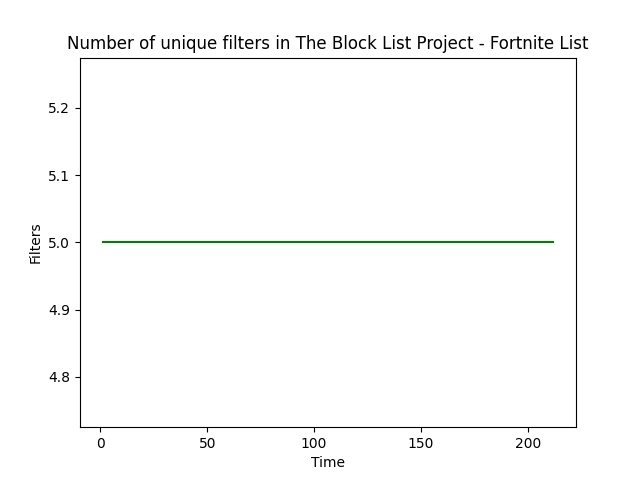 Number of unique filters in The Block List Project - Fortnite List
5.2
5.1
5.0
4.9
4.8
Filters
0 50 100 150 200
Time